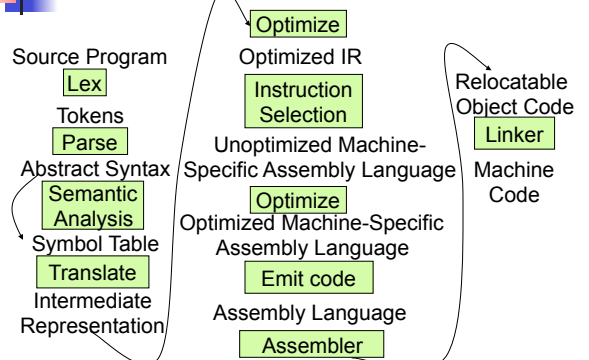 Source Program
Lex
Tokens
Parse
Abstract Syntax
Semantic
Analysis
Symbol Table
Translate
Intermediate
Representation
Optimize
Optimized IR
Instruction
Selection
Unoptimized Machine-
Specific Assembly Language
Optimize
Optimized Machine-Specific
Assembly Language
Emit code
Assembly Language
Assembler
Relocatable
Object Code
Linker
Machine
Code